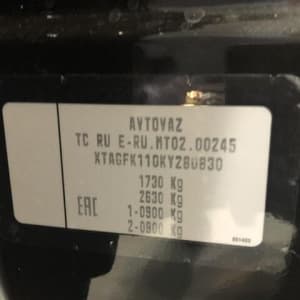 AVTOVAZ
TC RU E-RU.MT02.00245
XTAGFK110KY280830
1730 Kg
2630 Kg
1-0900 Kg
2-0800 Kg
EAC